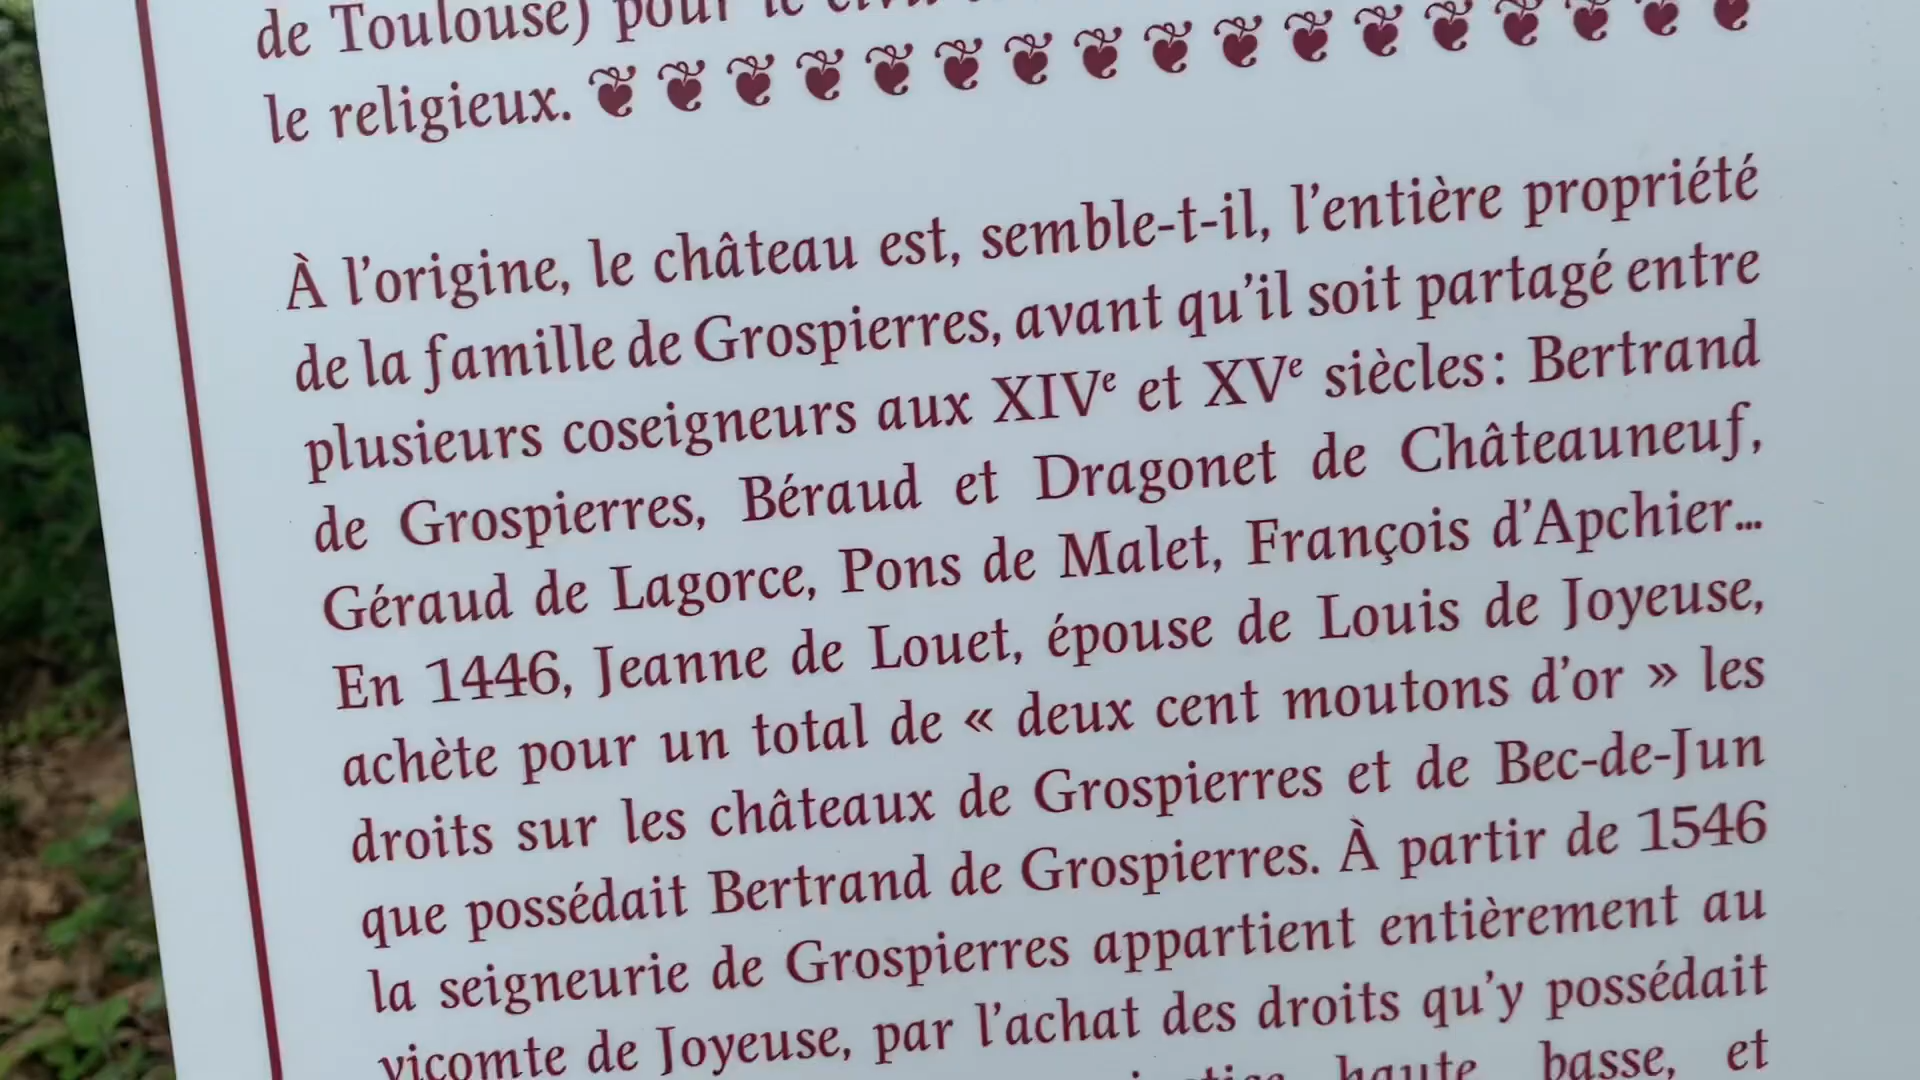 de Toulouse) pour le
le religieux.
À l'origine, le château est, semble-t-il, l'entière propriété
de la famille de Grospierres, avant qu'il soit partagé entre
plusieurs coseigneurs aux XIVe et XVe siècles : Bertrand
de Grospierres, Béraud et Dragonet de Châteauneuf,
Géraud de Lagorce, Pons de Malet, François d'Apchier...
En 1446, Jeanne de Louet, épouse de Louis de Joyeuse,
achète pour un total de « deux cent moutons d'or » les
droits sur les châteaux de Grospierres et de Bec-de-Jun
que possédait Bertrand de Grospierres. À partir de 1546
la seigneurie de Grospierres appartient entièrement au
vicomte de Joyeuse, par l'achat des droits qu'y possédait
haute basse, et